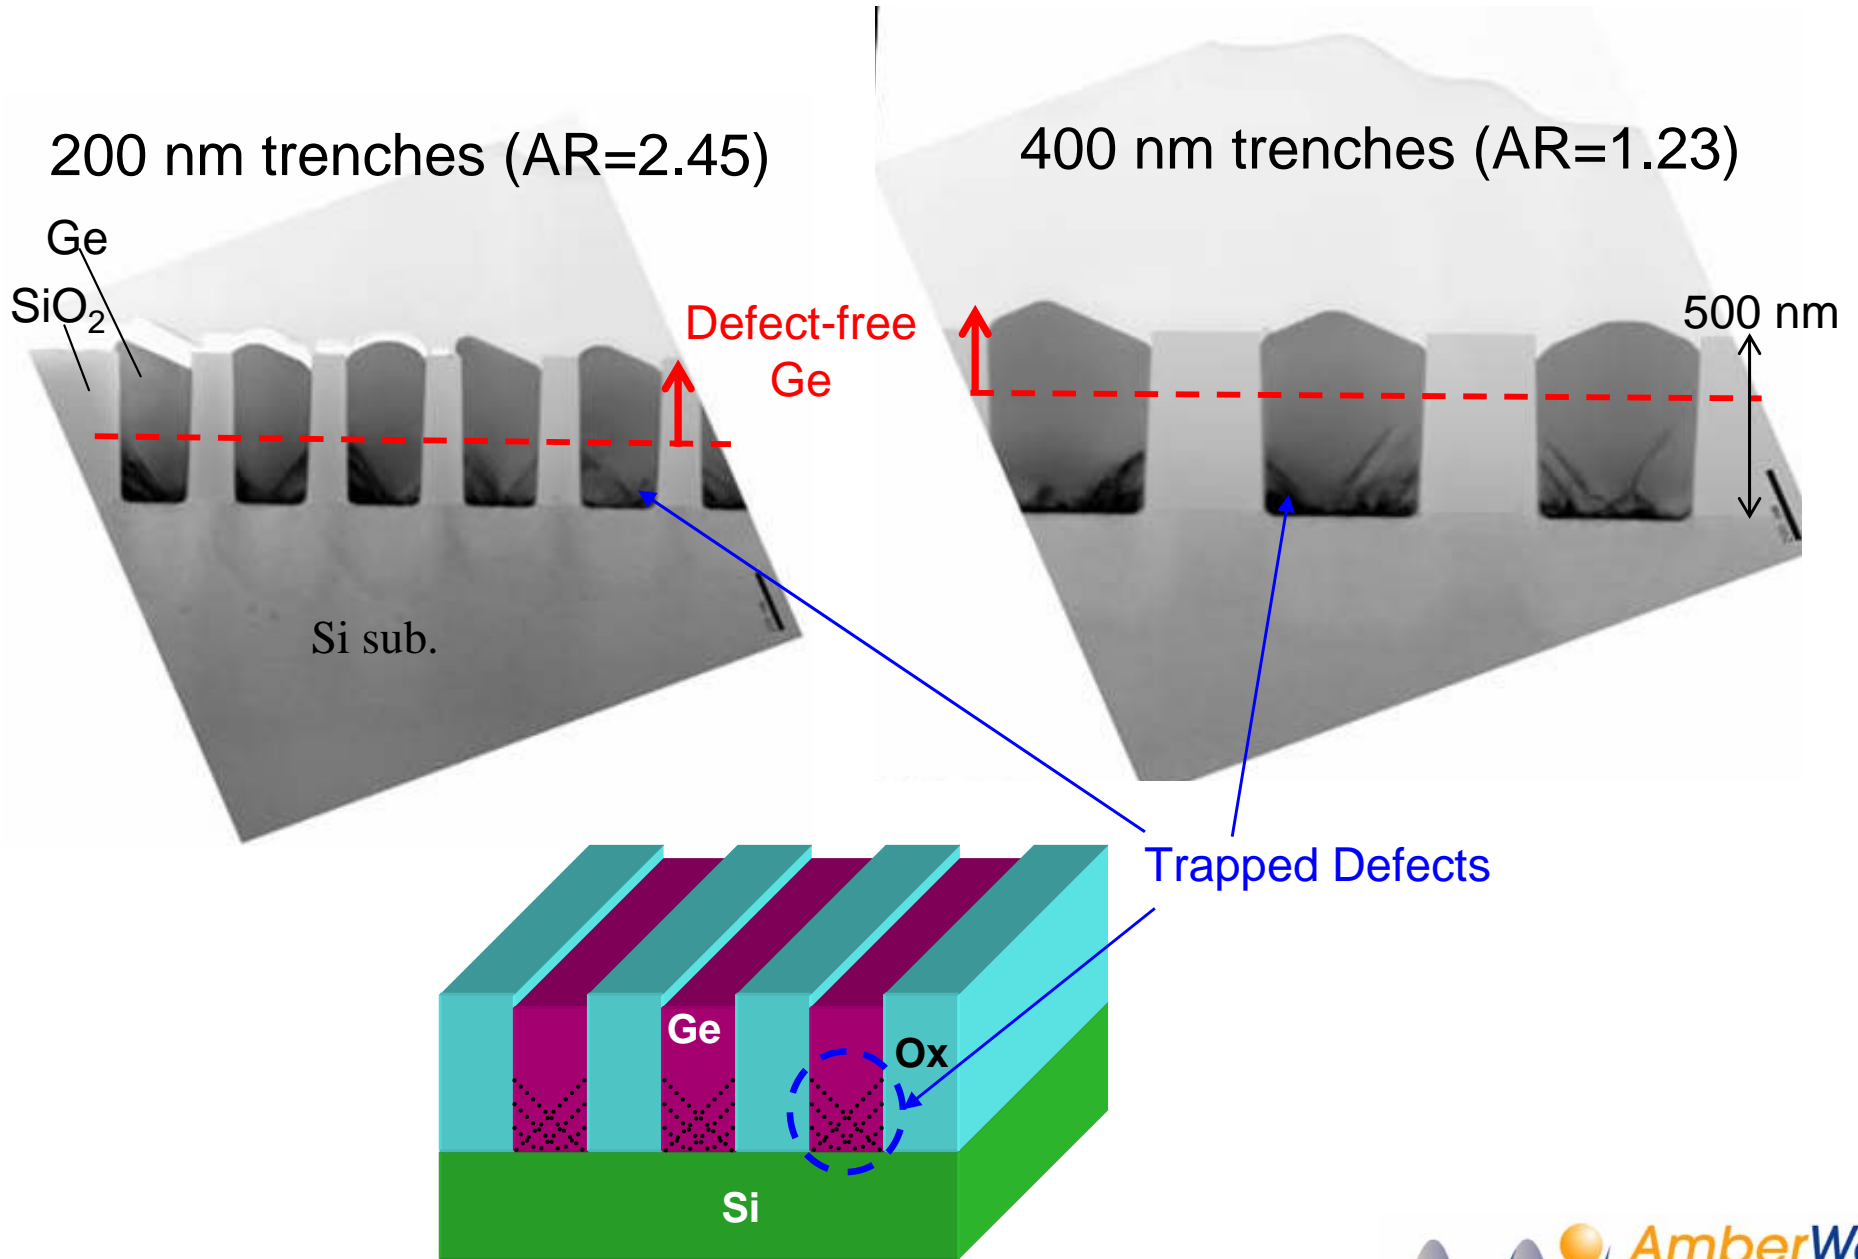 200 nm trenches (AR=2.45)
400 nm trenches (AR=1.23)
Ge
SiO₂
Defect-free
Ge
500 nm
Si sub.
Trapped Defects
Ge
Ox
Si